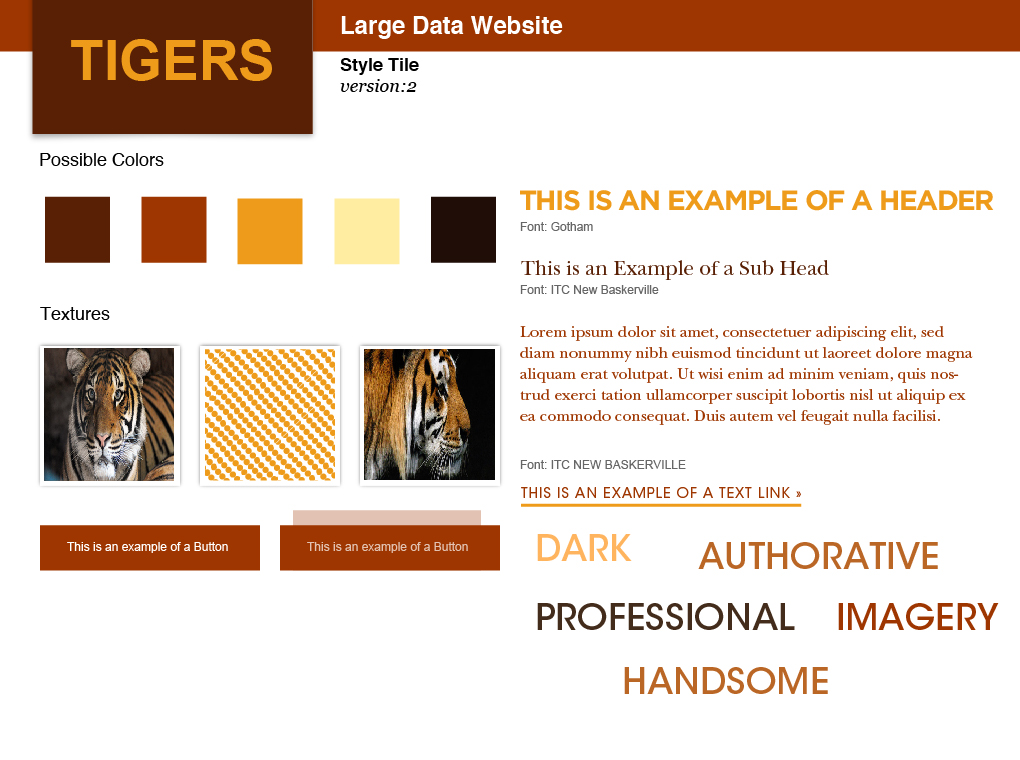 TIGERS
Large Data Website
Style Tile
version:2
Possible Colors
Textures
This is an example of a Button
This is an example of a Button
THIS IS AN EXAMPLE OF A HEADER
Font: Gotham
This is an Example of a Sub Head
Font: ITC New Baskerville
Lorem ipsum dolor sit amet, consectetuer adipiscing elit, sed
diam nonummy nibh euismod tincidunt ut laoreet dolore magna
aliquam erat volutpat. Ut wisi enim ad minim veniam, quis nos-
trud exerci tation ullamcorper suscipit lobortis nisl ut aliquip ex
ea commodo consequat. Duis autem vel feugait nulla facilisi.
Font: ITC NEW BASKERVILLE
THIS IS AN EXAMPLE OF A TEXT LINK »
DARK
AUTHORATIVE
PROFESSIONAL
IMAGERY
HANDSOME